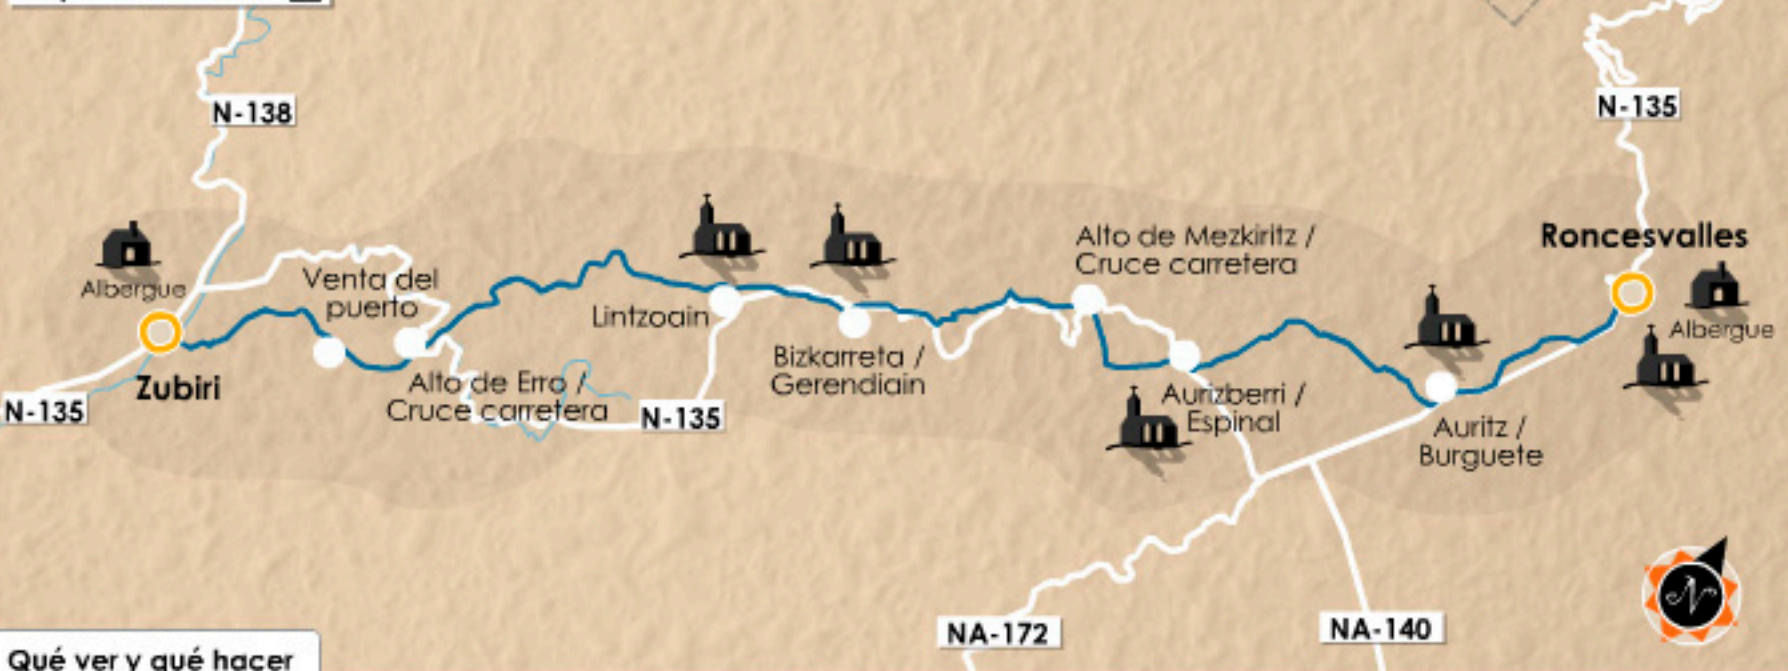 N-138
N-135
Alto de Mezkiritz /
Cruce carretera
Roncesvalles
Albergue
Venta del
puerto
Albergue
Lintzoain
Bizkarreta /
Gerendiain
Zubiri
Alto de Erro /
Cruce carretera
N-135
N-135
Aurizberri /
Espinal
Auritz /
Burguete
N
NA-172
NA-140
Qué ver y qué hacer